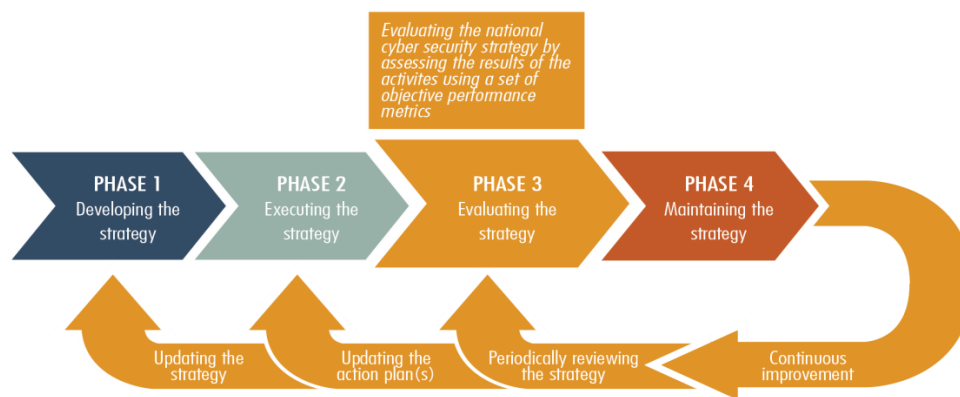 Evaluating the national
cyber security strategy by
assessing the results of the
activites using a set of
objective performance
metrics
PHASE 1
Developing the
strategy
PHASE 2
Executing the
strategy
PHASE 3
Evaluating the
strategy
PHASE 4
Maintaining the
strategy
Updating the
strategy
Updating the
action plan(s)
Periodically reviewing
the strategy
Continuous
improvement